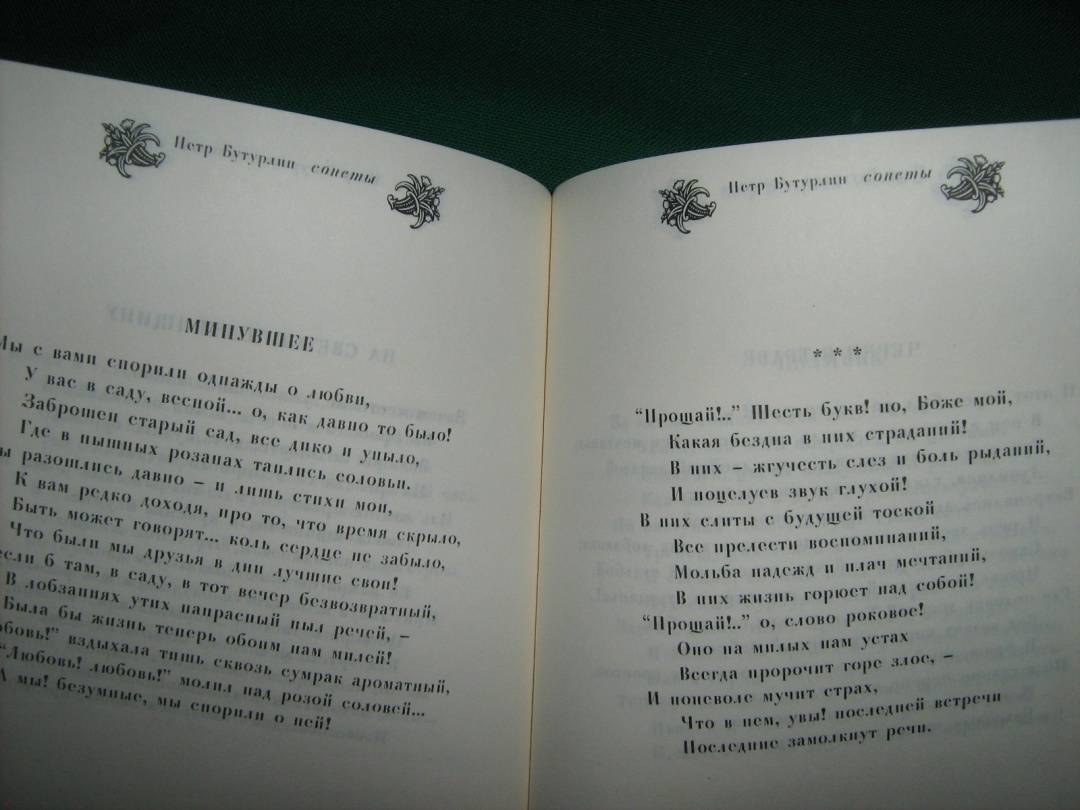 Петр Бутурлин сонеты
МИНУВШЕЕ
Мы с вами спорили однажды о любви,
У вас в саду, весной... о, как давно то было!
Заброшен старый сад, все дико и уныло,
Где в пышных розанах таились соловьи.
ы разошлись давно – и лишь стихи мои,
К вам редко доходя, про то, что время скрыло,
Быть может говорят... коль сердце не забыло,
Что были мы друзья в дни лучшие свои!
если б там, в саду, в тот вечер безвозвратный,
В лобзаниях утих напрасный пыл речей, –
Была бы жизнь теперь обоим нам милей!
юбовь!” вздыхала тишь сквозь сумрак ароматный,
“Любовь! любовь!” молил над розой соловей...
А мы! безумные, мы спорили о ней!
Петр Бутурлин сонеты
* * *
“Прощай!..” Шесть букв! но, Боже мой,
Какая бездна в них страданий!
В них – жгучесть слез и боль рыданий,
И поцелуев звук глухой!
В них слиты с будущей тоской
Все прелести воспоминаний,
Мольба надежд и плач мечтаний,
В них жизнь горюет над собой!
“Прощай!..” о, слово роковое!
Оно на милых нам устах
Всегда пророчит горе злое, –
И поневоле мучит страх,
Что в нем, увы! последней встречи
Последние замолкнут речи.